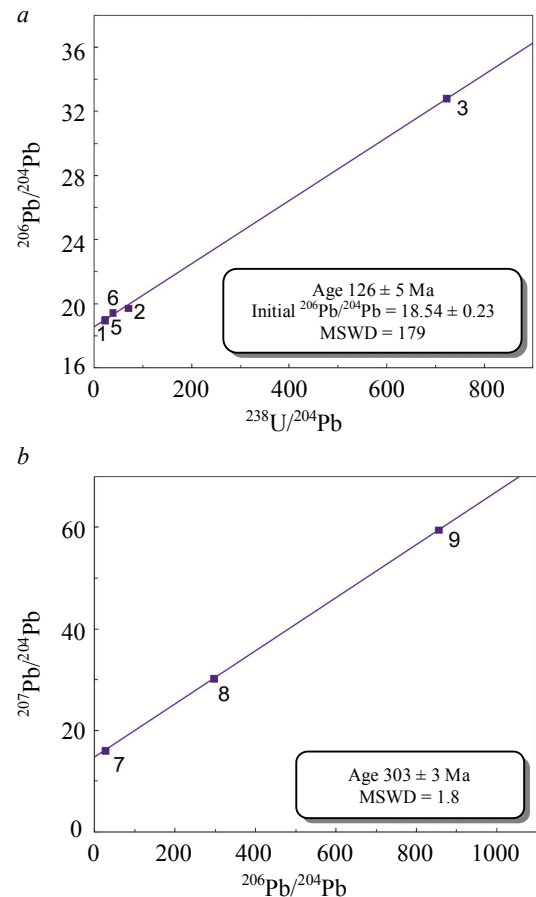 a
36
32
28
24
20
16
206Pb/204Pb
3
6
2
1 5
Age 126 ± 5 Ma
Initial 206Pb/204Pb = 18.54 ± 0.23
MSWD = 179
0 200 400 600 800
238U/204Pb
b
60
40
20
0
207Pb/204Pb
9
8
7
Age 303 ± 3 Ma
MSWD = 1.8
0 200 400 600 800 1000
206Pb/204Pb